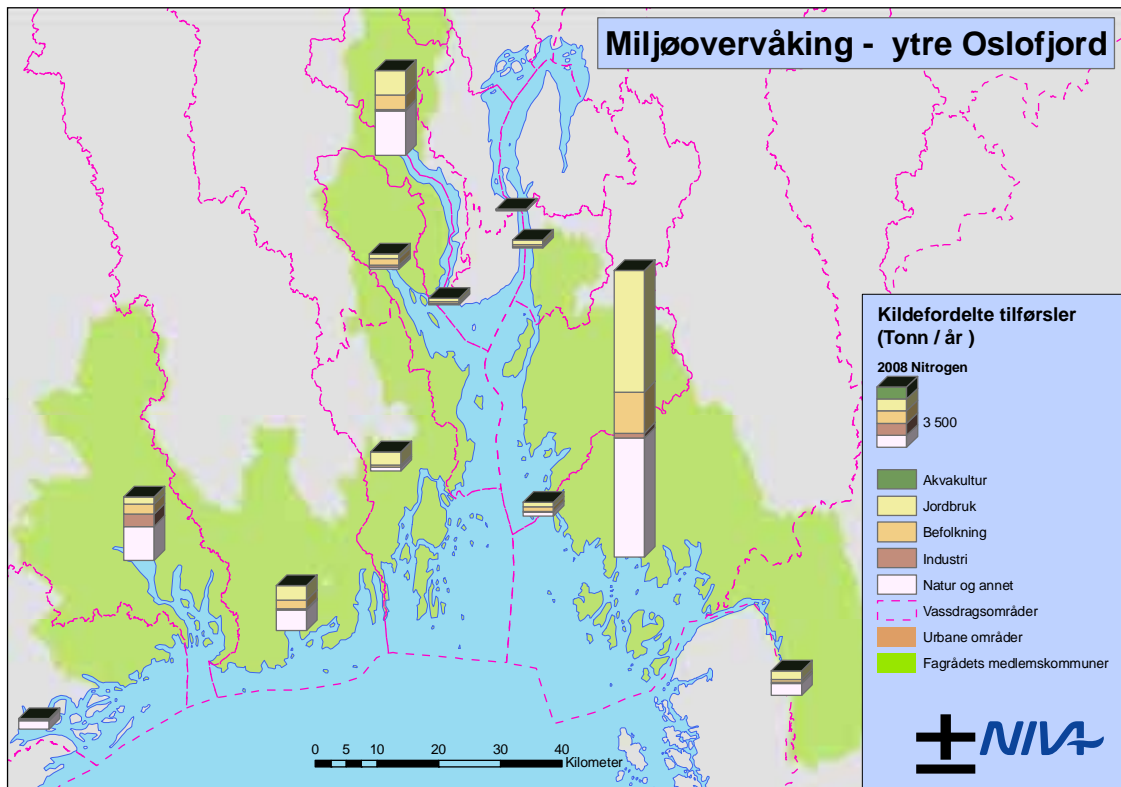 Miljøovervåking - ytre Oslofjord
Kildefordelte tilførsler
(Tonn / år )
2008 Nitrogen
3 500
Akvakultur
Jordbruk
Befolkning
Industri
Natur og annet
Vassdragsområder
Urbane områder
Fagrådets medlemskommuner
0 5 10 20 30 40
Kilometer
NIVA